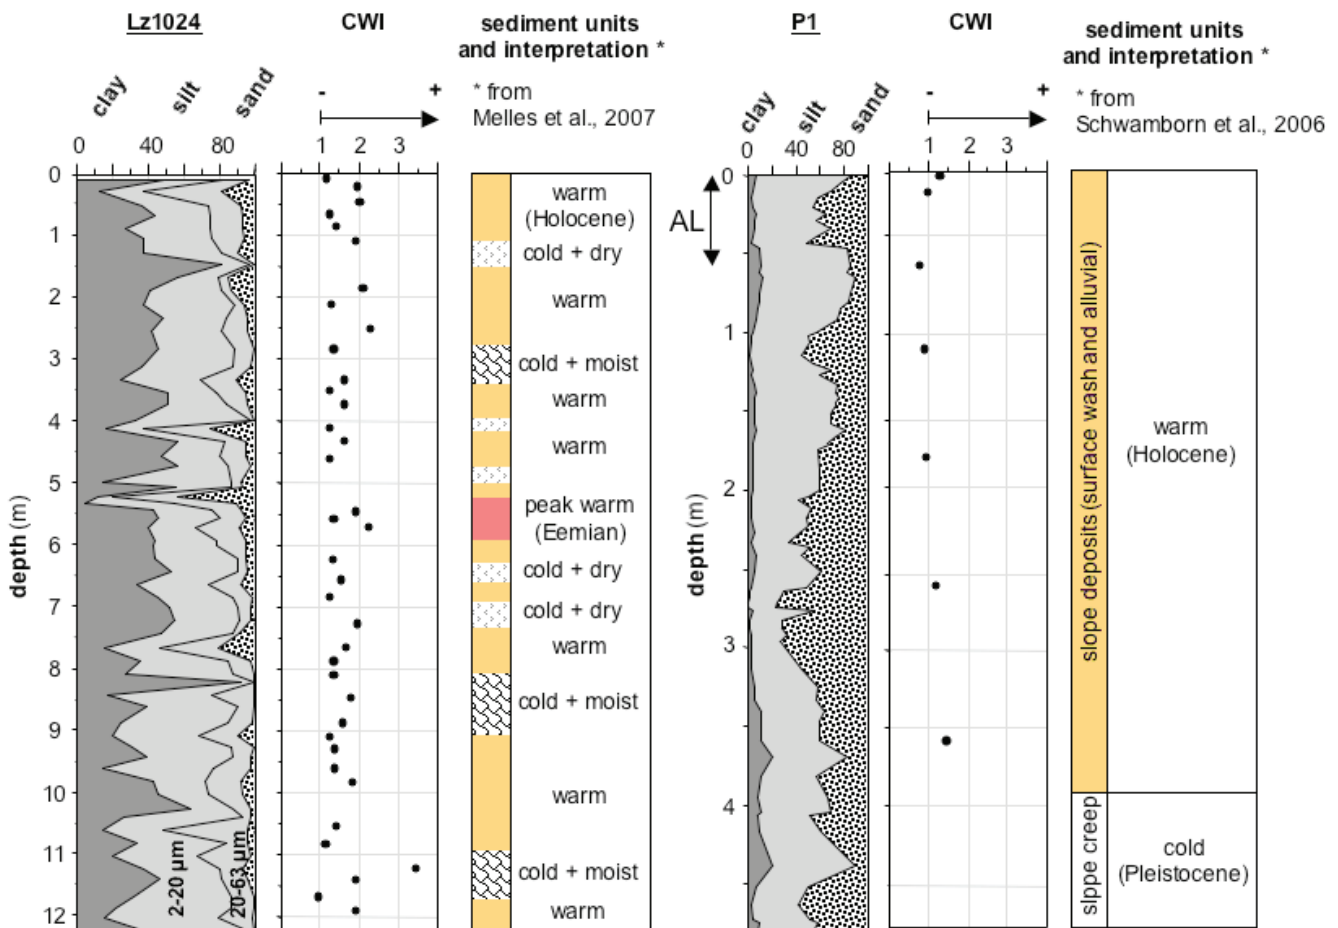 Lz1024
CWI
sediment units
and interpretation *
* from
Melles et al., 2007
clay
silt
sand
- +
0 40 80
1 2 3
0
1
2
3
4
5
6
7
8
9
10
11
12
depth (m)
2-20 µm
20-63 µm
warm
(Holocene)
cold + dry
warm
cold + moist
warm
warm
peak warm
(Eemian)
cold + dry
cold + dry
warm
cold + moist
warm
cold + moist
warm
P1
CWI
sediment units
and interpretation *
* from
Schwamborn et al., 2006
clay
silt
sand
- +
0 40 80
1 2 3
AL
0
1
2
3
4
depth (m)
slope deposits (surface wash and alluvial)
slppe creep
warm
(Holocene)
cold
(Pleistocene)